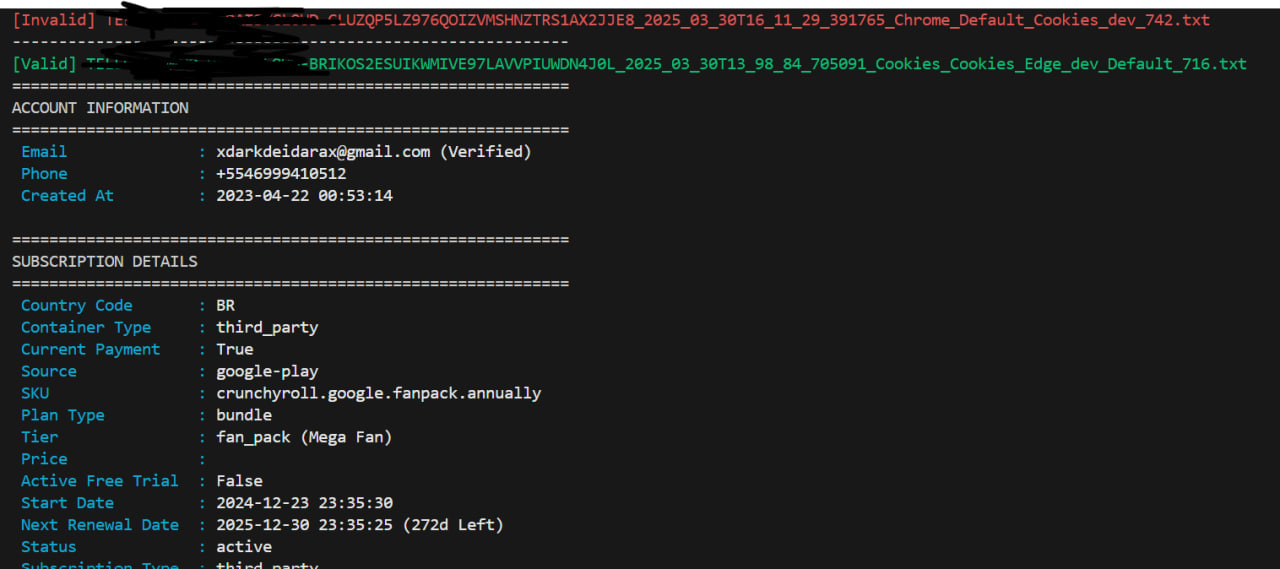 [Invalid] CLUZQP5LZ976QOIZVMSHNZTRS1AX2JJE8_2025_03_30T16_11_29_391765_Chrome_Default_Cookies_dev_742.txt
------------------------------------------------------------
[Valid] -BRIKOS2ESUIKWMIVE97LAVVPIUWDN4J0L_2025_03_30T13_98_84_705091_Cookies_Cookies_Edge_dev_Default_716.txt
============================================================
ACCOUNT INFORMATION
============================================================
Email : xdarkdeidarax@gmail.com (Verified)
Phone : +5546999410512
Created At : 2023-04-22 00:53:14
============================================================
SUBSCRIPTION DETAILS
============================================================
Country Code : BR
Container Type : third_party
Current Payment : True
Source : google-play
SKU : crunchyroll.google.fanpack.annually
Plan Type : bundle
Tier : fan_pack (Mega Fan)
Price :
Active Free Trial : False
Start Date : 2024-12-23 23:35:30
Next Renewal Date : 2025-12-30 23:35:25 (272d Left)
Status : active
Subscription Type : third_party